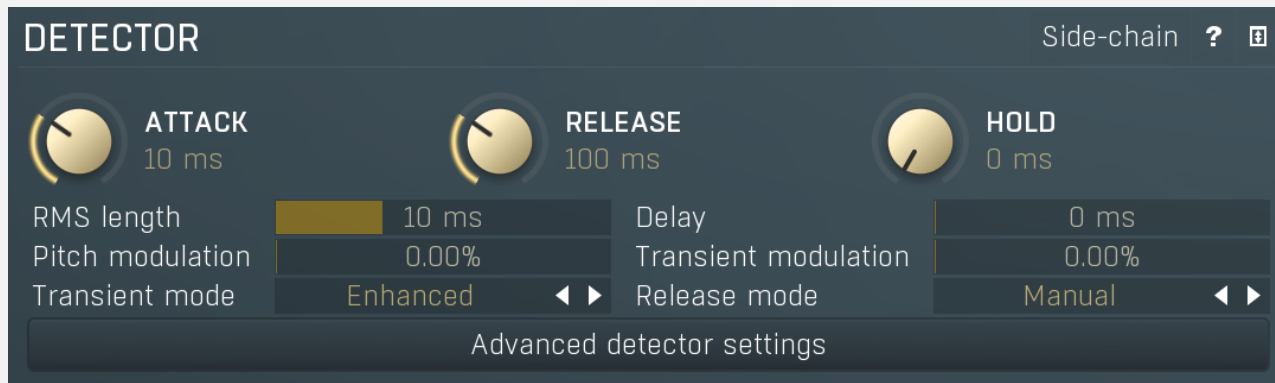 DETECTOR Side-chain ?
ATTACK RELEASE HOLD
10 ms 100 ms 0 ms
RMS length 10 ms Delay 0 ms
Pitch modulation 0.00% Transient modulation 0.00%
Transient mode Enhanced Release mode Manual
Advanced detector settings